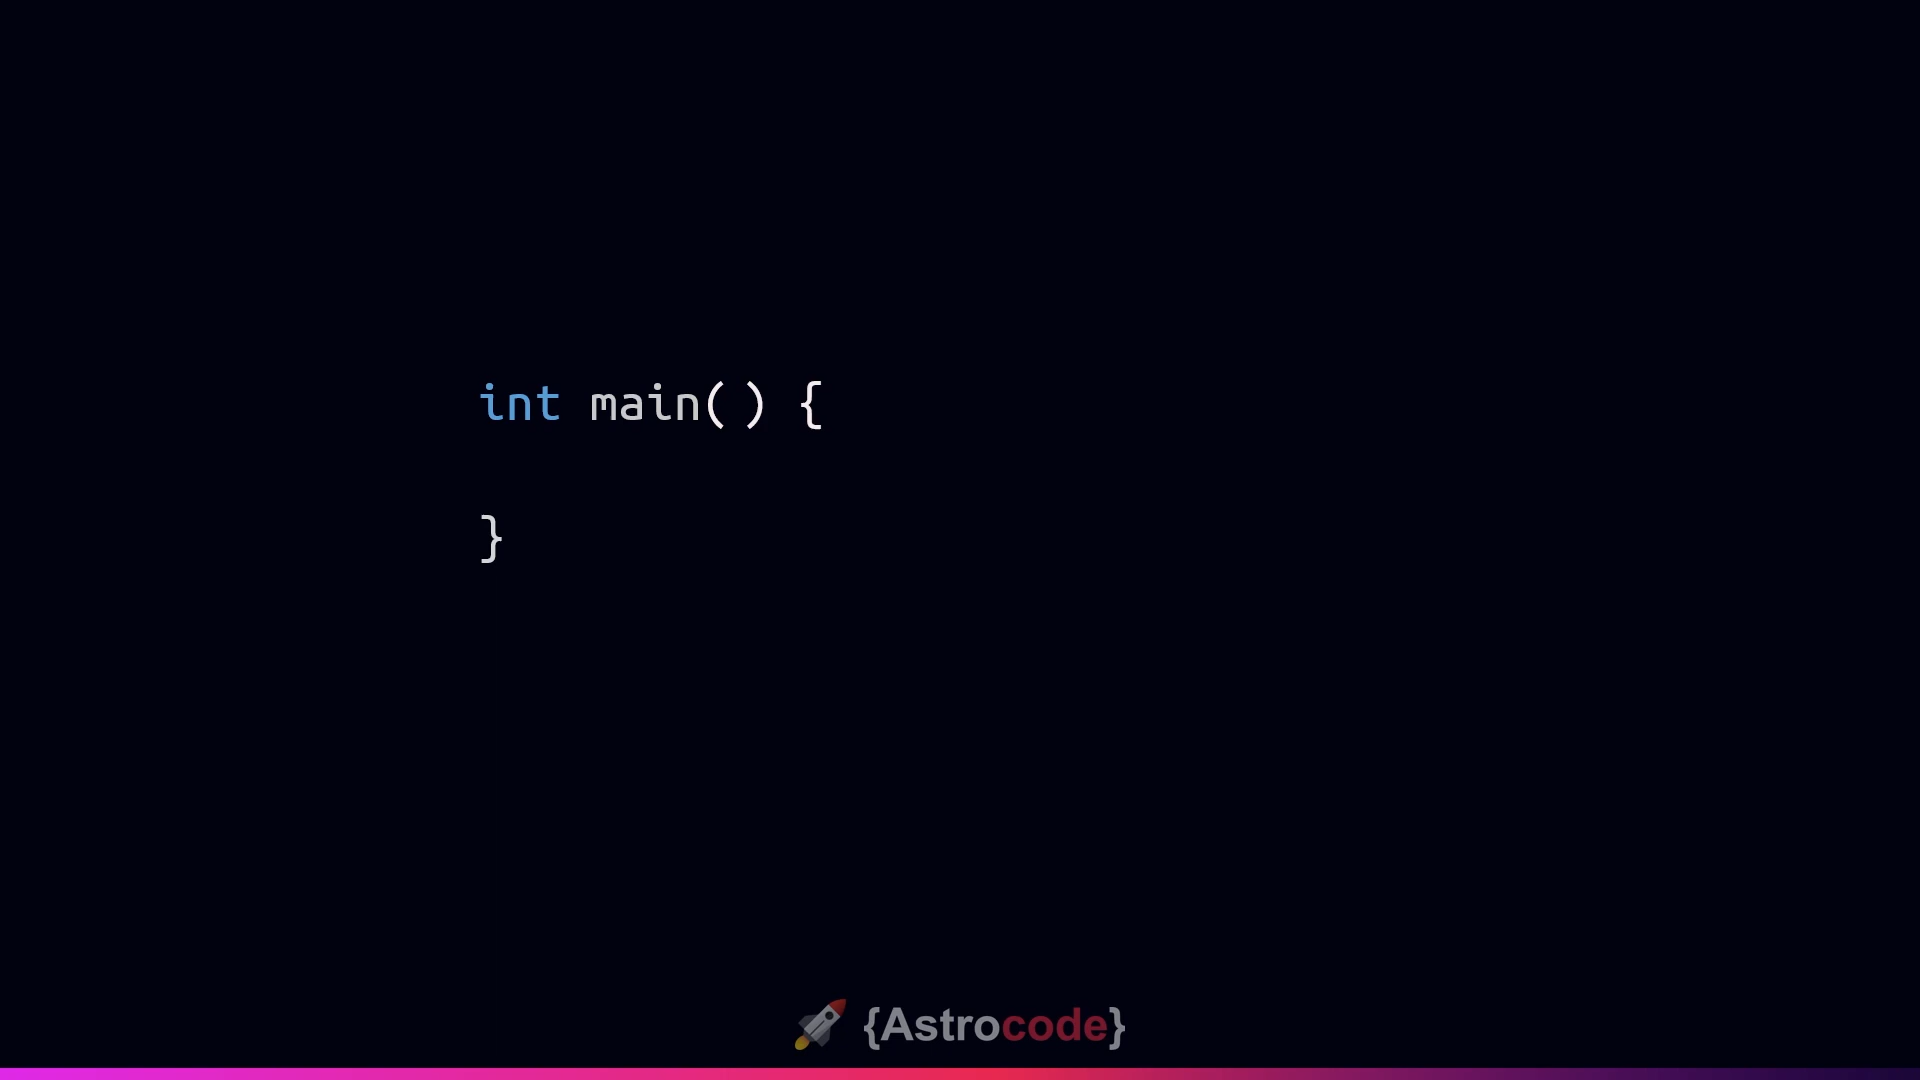 int main( ) {
}
{Astrocode}